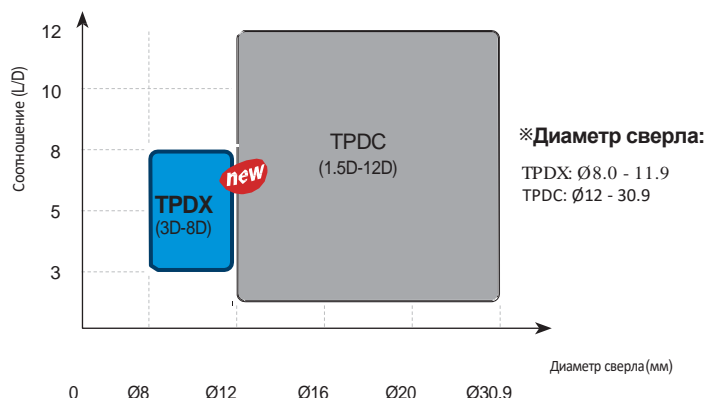 12
Соотношение (L/D)
10
8
5
3
TPDC
(1.5D-12D)
new
TPDX
(3D-8D)
※Диаметр сверла:
TPDX: Ø8.0 - 11.9
TPDC: Ø12 - 30.9
Диаметр сверла(мм)
0 Ø8 Ø12 Ø16 Ø20 Ø30.9